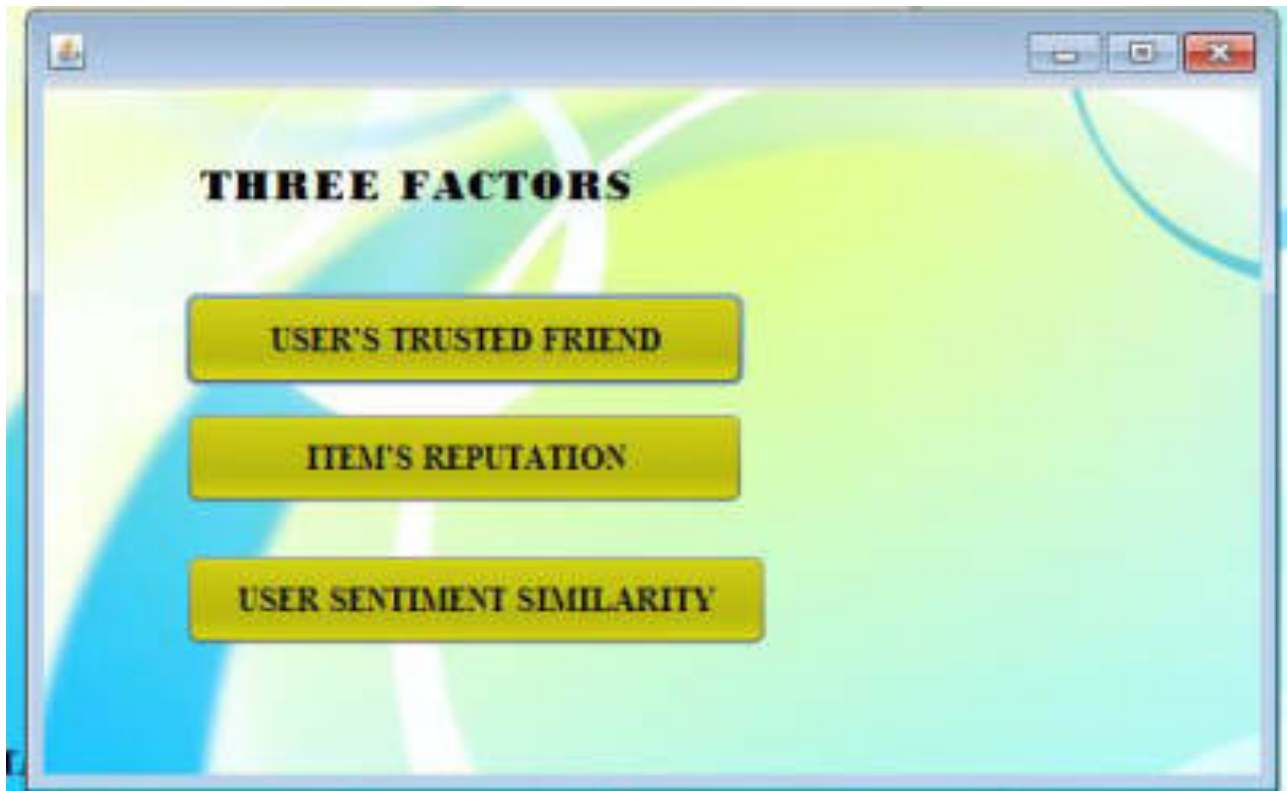 THREE FACTORS
USER'S TRUSTED FRIEND
ITEM'S REPUTATION
USER SENTIMENT SIMILARITY